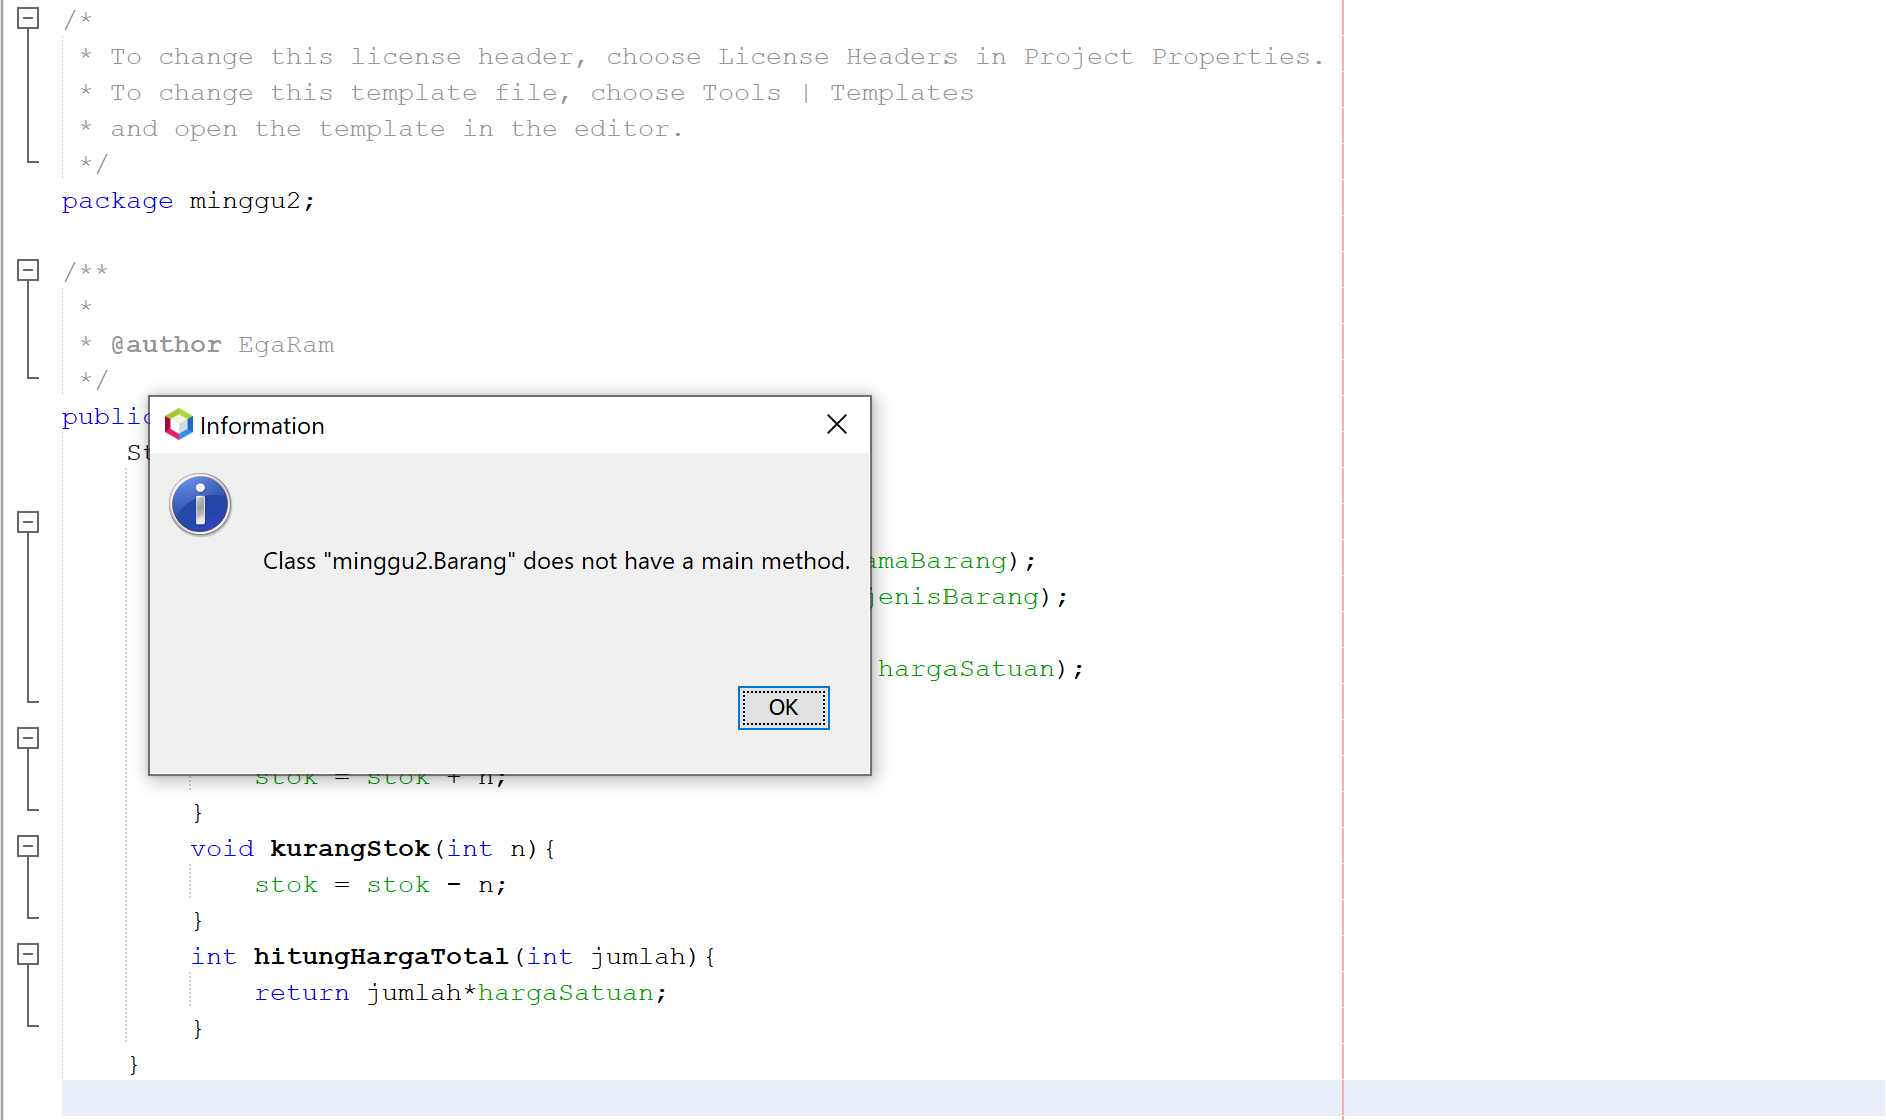 /*
* To change this license header, choose License Headers in Project Properties.
* To change this template file, choose Tools | Templates
* and open the template in the editor.
*/
package minggu2;
/**
*
* @author EgaRam
*/
public
St
Information
Class "minggu2.Barang" does not have a main method.
amaBarang);
jenisBarang);
hargaSatuan);
OK
stok = stok + n;
}
void kurangStok(int n){
stok = stok - n;
}
int hitungHargaTotal(int jumlah){
return jumlah*hargaSatuan;
}
}